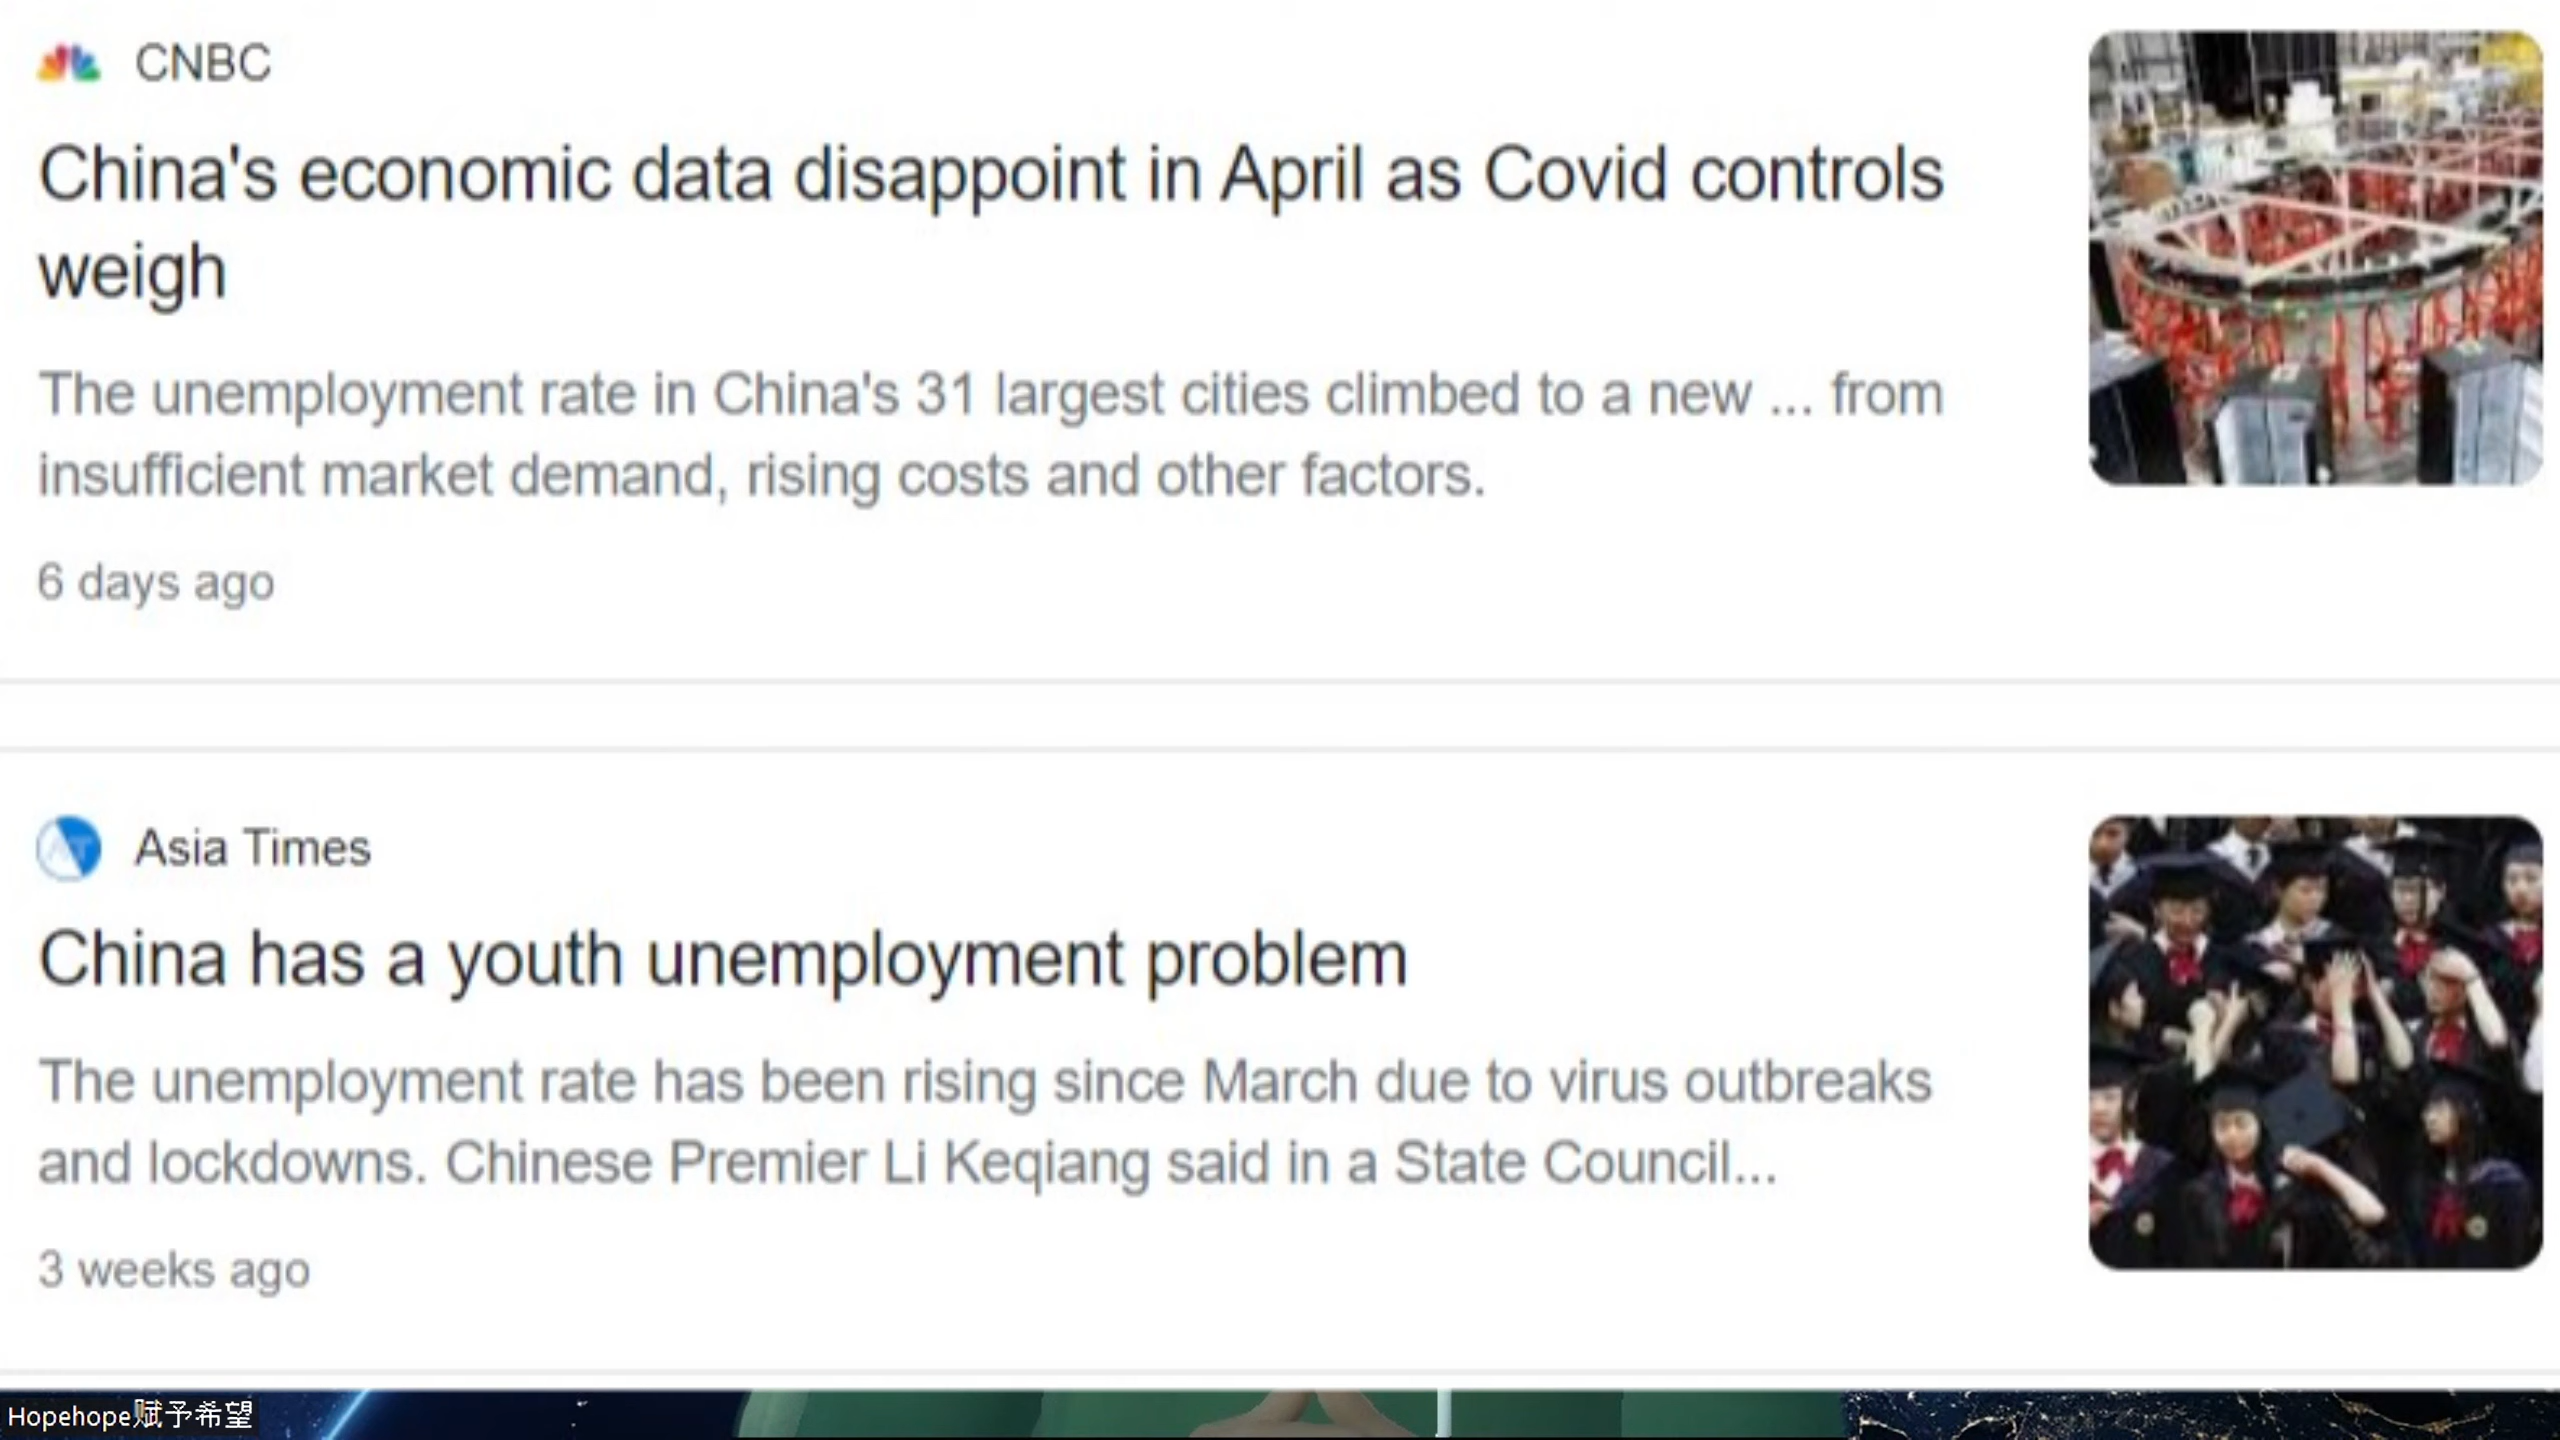 CNBC
China's economic data disappoint in April as Covid controls
weigh
The unemployment rate in China's 31 largest cities climbed to a new ... from
insufficient market demand, rising costs and other factors.
6 days ago
Asia Times
China has a youth unemployment problem
The unemployment rate has been rising since March due to virus outbreaks
and lockdowns. Chinese Premier Li Keqiang said in a State Council...
3 weeks ago
Hopehope赋予希望